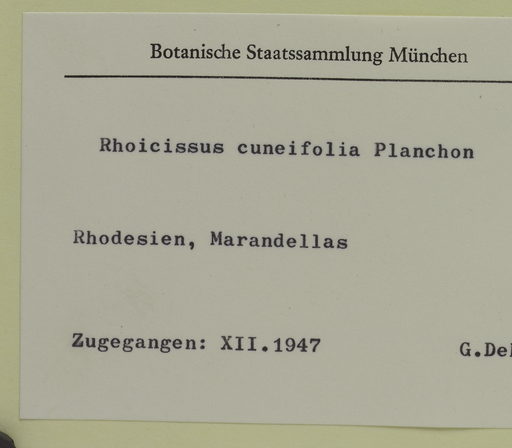 Botanische Staatssammlung München
Rhoicissus cuneifolia Planchon
Rhodesien, Marandellas
Zugegangen: XII.1947 G.